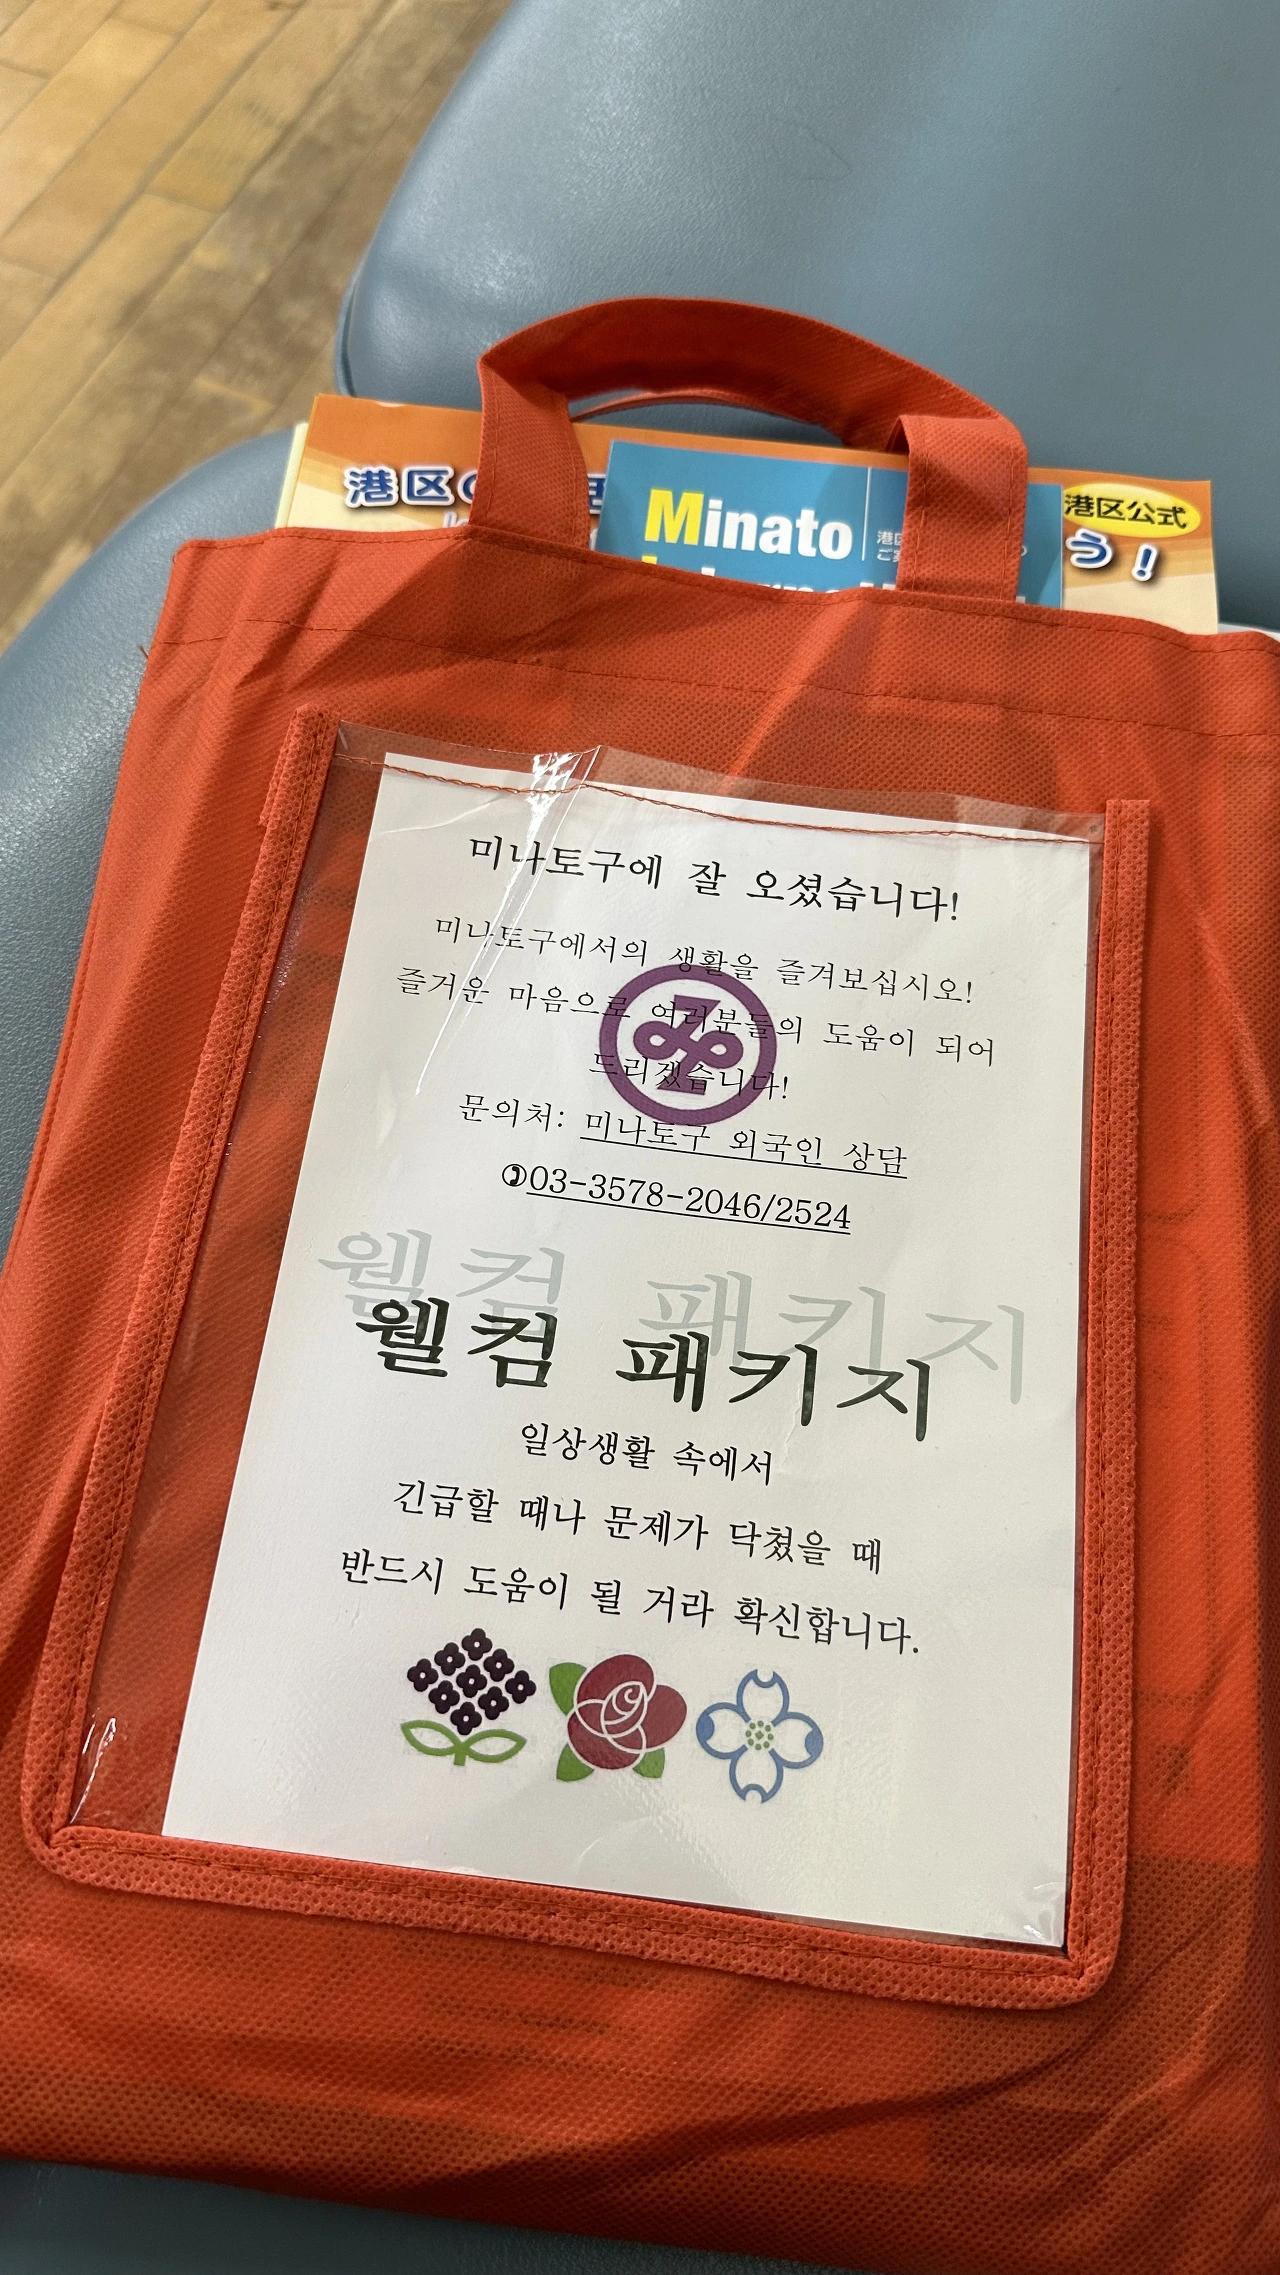 港区
港区公式
Minato
う！
미나토구에 잘 오셨습니다!
미나토구에서의 생활을 즐겨보십시오!
즐거운 마음으로 여러분들의 도움이 되어
드리겠습니다!
문의처: 미나토구 외국인 상담
✆03-3578-2046/2524
웰컴 패키지
웰컴 패키지
일상생활 속에서
긴급할 때나 문제가 닥쳤을 때
반드시 도움이 될 거라 확신합니다.